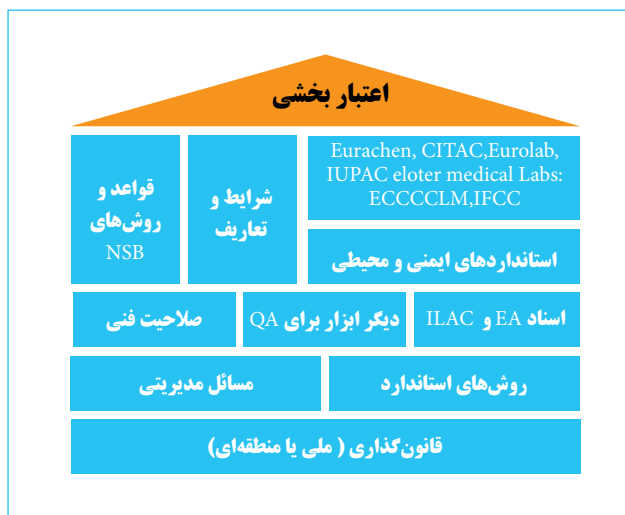 اعتبار بخشی
Eurachen, CITAC,Eurolab,
IUPAC eloter medical Labs:
ECCCCLM,IFCC
استانداردهای ایمنی و محیطی
شرایط و
تعاریف
قواعد و
روش‌های
NSB
اسناد EA و ILAC
دیگر ابزار برای QA
صلاحیت فنی
روش‌های استاندارد
مسائل مدیریتی
قانون‌گذاری ( ملی یا منطقه‌ای)